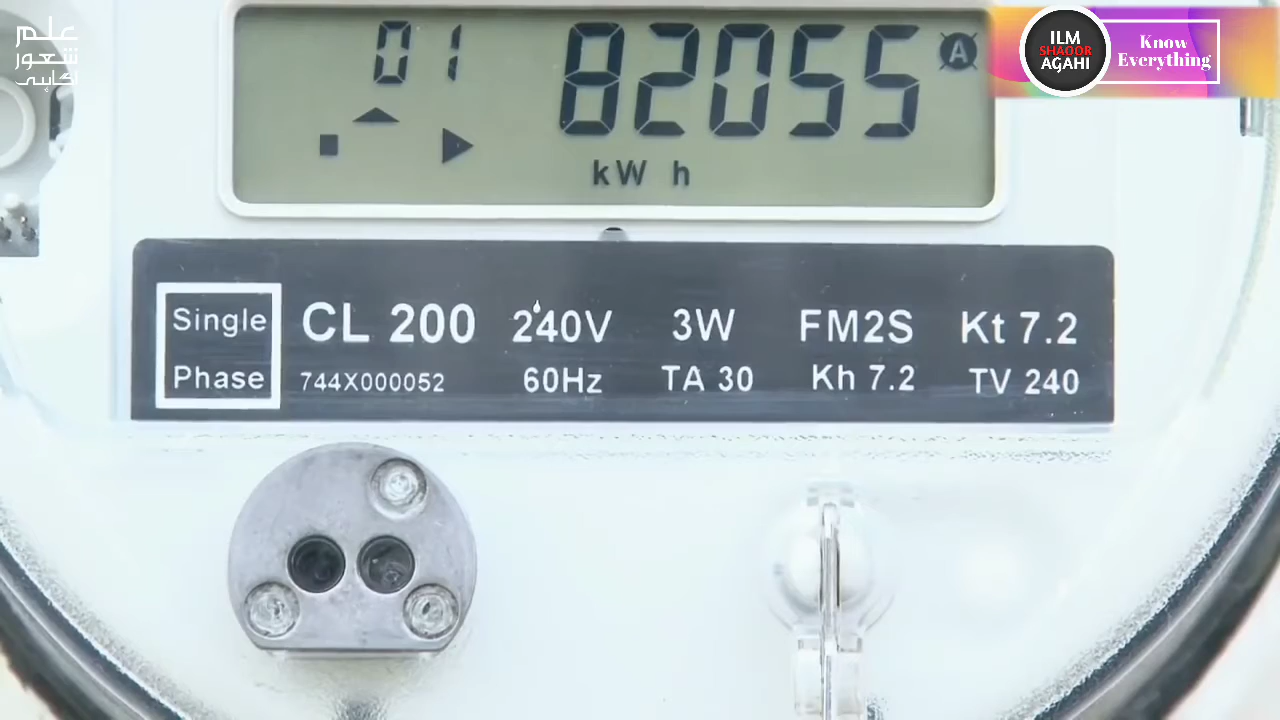 علم
شعور
آگاہی
01 82055
A
kW h
ILM
SHAOOR
AGAHI
Know
Everything
Single
Phase
CL 200 240V 3W FM2S Kt 7.2
744X000052 60Hz TA 30 Kh 7.2 TV 240